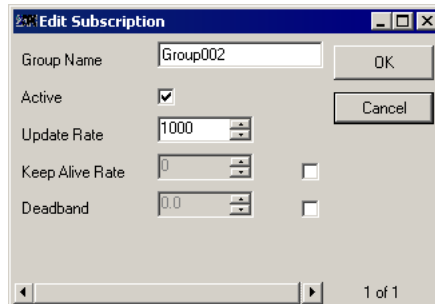 Edit Subscription
Group Name Group002 OK
Active Cancel
Update Rate 1000
Keep Alive Rate 0
Deadband 0.0
1 of 1